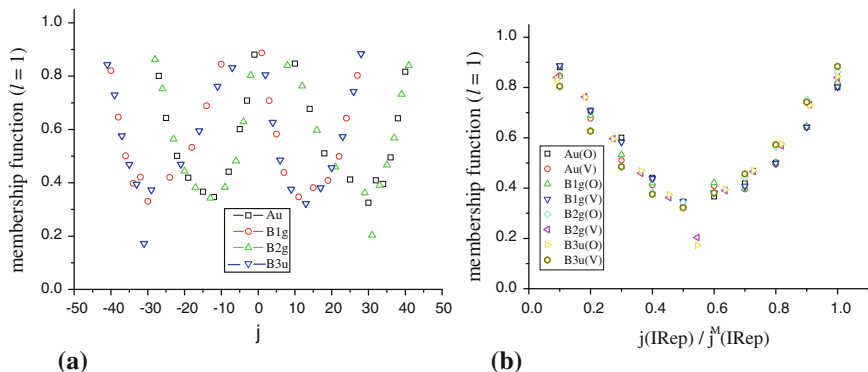 membership function (l = 1)
1.0
0.8
0.6
0.4
0.2
0.0
-50 -40 -30 -20 -10 0 10 20 30 40 50
j
Au
B1g
B2g
B3u
(a)
membership function (l = 1)
1.0
0.8
0.6
0.4
0.2
0.0
0.0 0.2 0.4 0.6 0.8 1.0
j(IRep) / j^M(IRep)
Au(O)
Au(V)
B1g(O)
B1g(V)
B2g(O)
B2g(V)
B3u(O)
B3u(V)
(b)